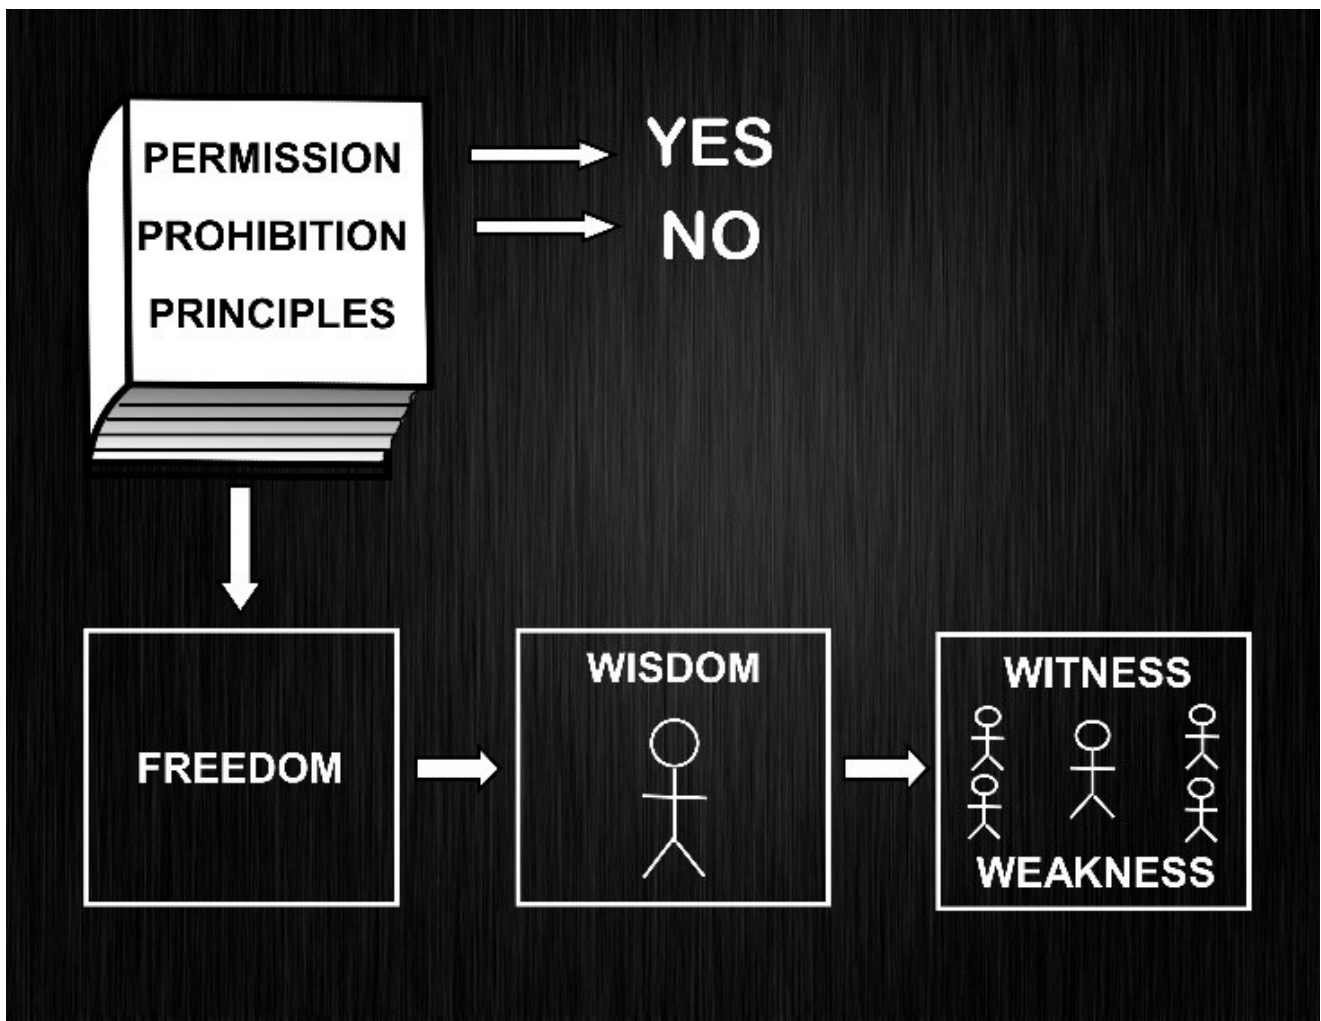 PERMISSION
YES
PROHIBITION
NO
PRINCIPLES
FREEDOM
WISDOM
WITNESS
WEAKNESS